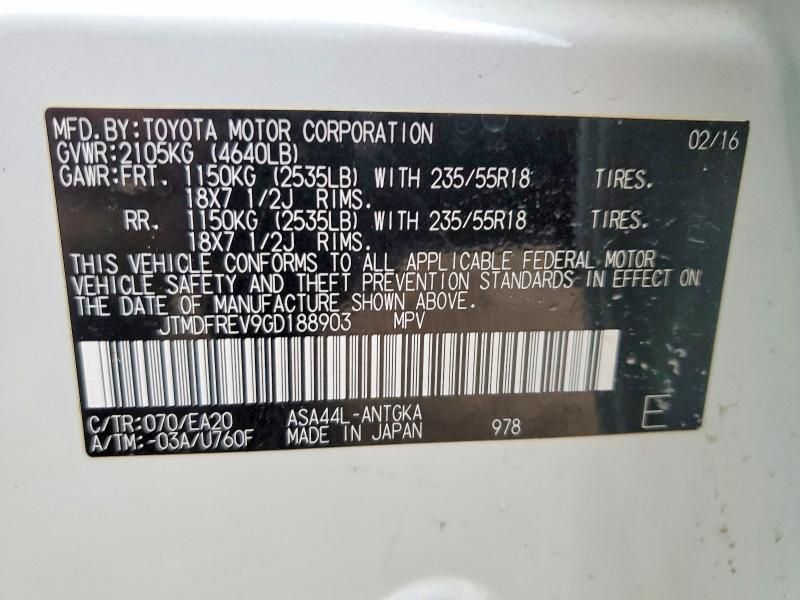 MFD.BY:TOYOTA MOTOR CORPORATION 02/16
GVWR:2105KG (4640LB)
GAWR:FRT. 1150KG (2535LB) WITH 235/55R18 TIRES.
18X7 1/2J RIMS.
RR. 1150KG (2535LB) WITH 235/55R18 TIRES.
18X7 1/2J RIMS.
THIS VEHICLE CONFORMS TO ALL APPLICABLE FEDERAL MOTOR
VEHICLE SAFETY AND THEFT PREVENTION STANDARDS IN EFFECT ON
THE DATE OF MANUFACTURE SHOWN ABOVE.
JTMDFREV9GD188903 MPV
C/TR:070/EA20 ASA44L-ANTGKA
A/TM:-03A/U760F MADE IN JAPAN 978 E